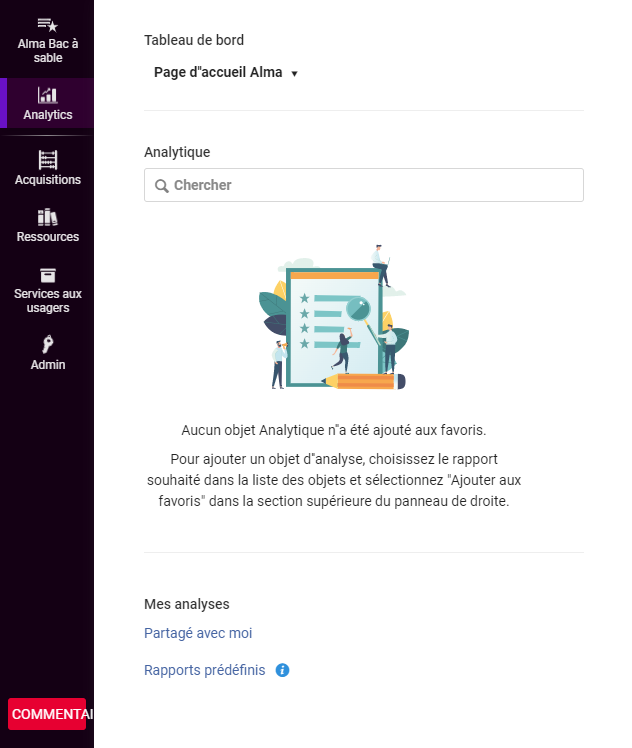 Alma Bac à
sable
Analytics
Acquisitions
Ressources
Services aux
usagers
Admin
COMMENTAI
Tableau de bord
Page d"accueil Alma
Analytique
Chercher
Aucun objet Analytique n"a été ajouté aux favoris.
Pour ajouter un objet d"analyse, choisissez le rapport
souhaité dans la liste des objets et sélectionnez "Ajouter aux
favoris" dans la section supérieure du panneau de droite.
Mes analyses
Partagé avec moi
Rapports prédéfinis